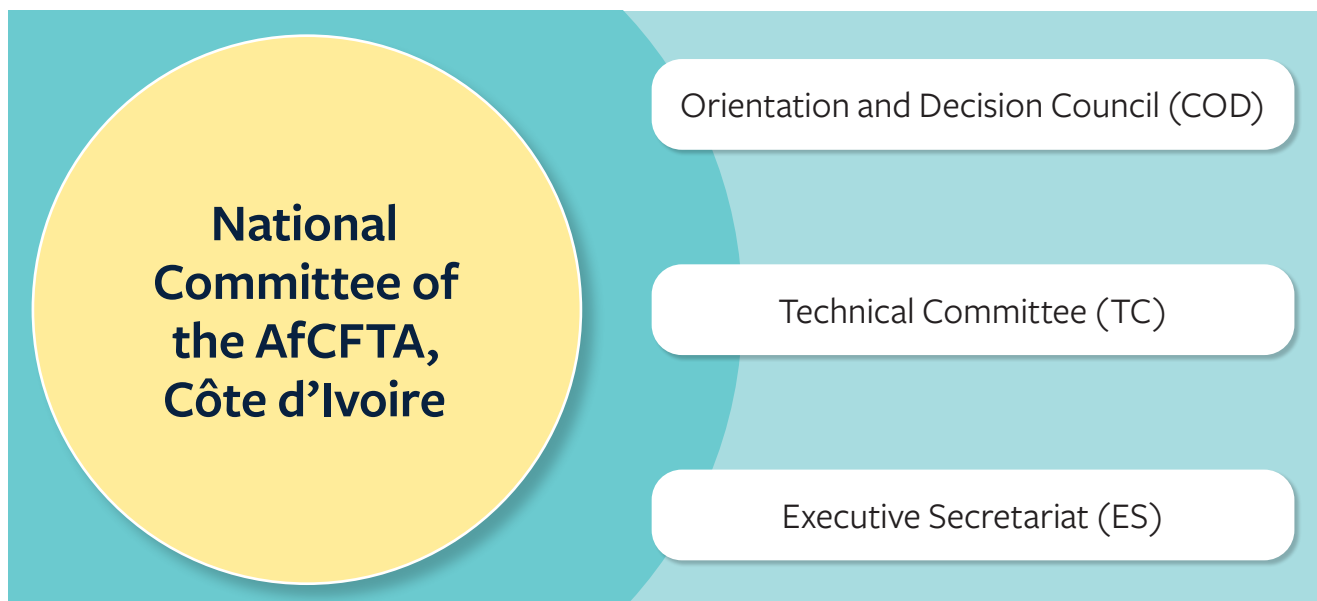 National
Committee of
the AfCFTA,
Côte d’Ivoire
Orientation and Decision Council (COD)
Technical Committee (TC)
Executive Secretariat (ES)